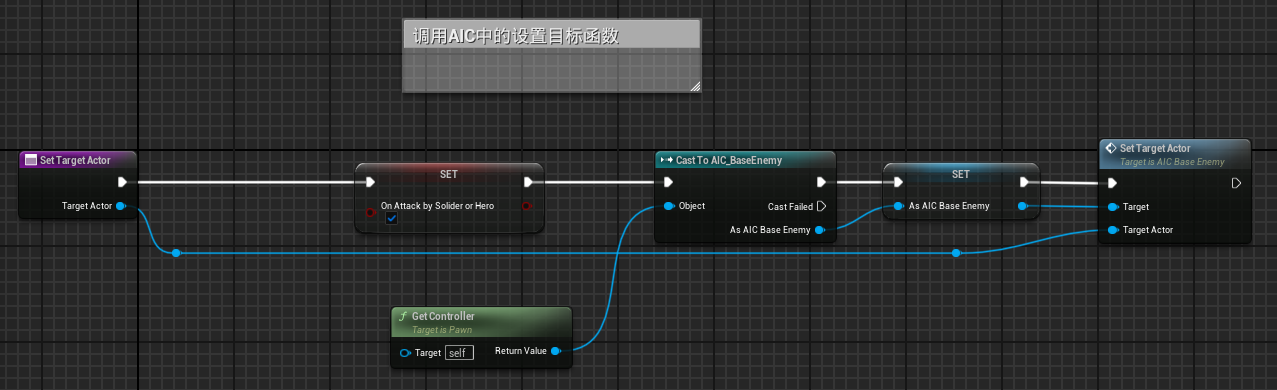 调用AIC中的设置目标函数
Set Target Actor
Target Actor
SET
On Attack by Solider or Hero
Cast To AIC_BaseEnemy
Object
Cast Failed
As AIC Base Enemy
SET
As AIC Base Enemy
Set Target Actor
Target is AIC Base Enemy
Target
Target Actor
f Get Controller
Target is Pawn
Target self
Return Value